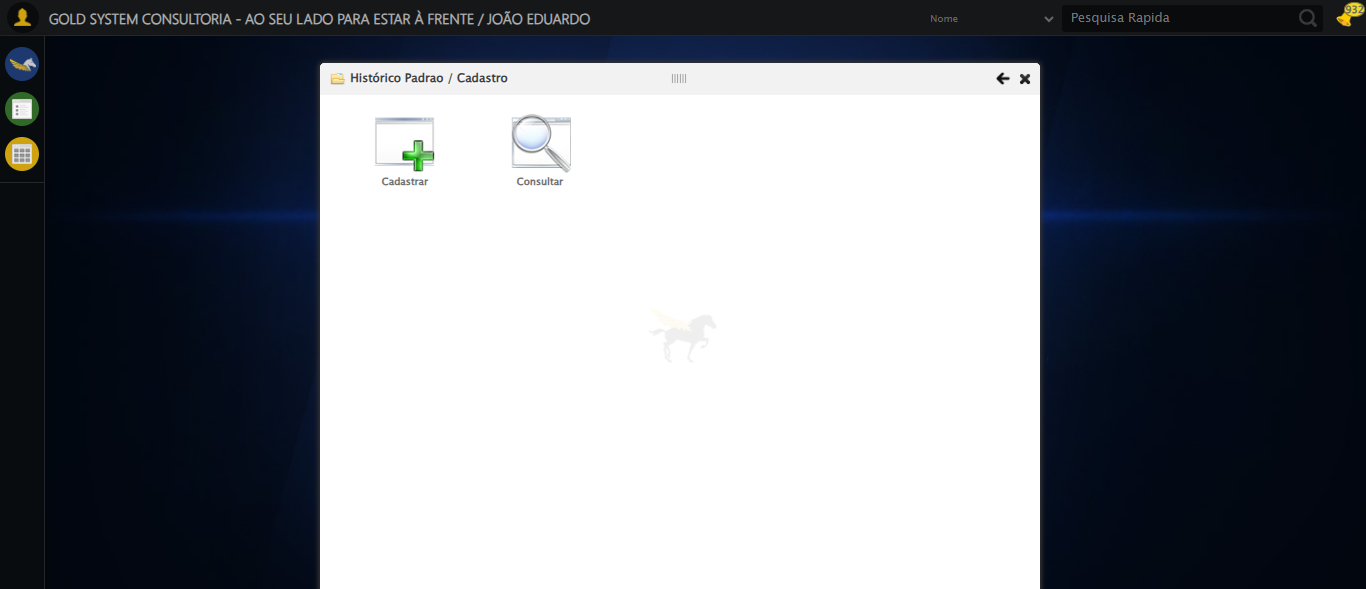 GOLD SYSTEM CONSULTORIA - AO SEU LADO PARA ESTAR À FRENTE / JOÃO EDUARDO
Nome
Pesquisa Rapida
932
Histórico Padrao / Cadastro
Cadastrar
Consultar